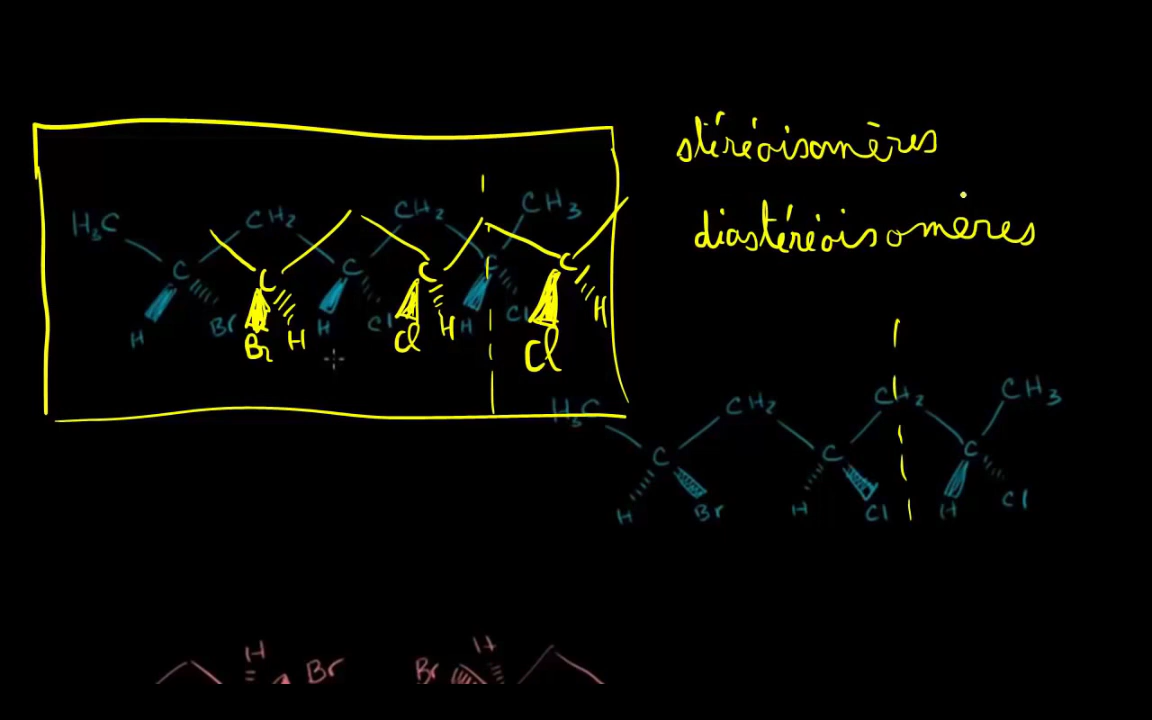 stéréoisomères
diastéréoisomères
H₃C CH₂ CH₂ CH₃
C C C C C C
H Br Br H H Cl Cl H H Cl Cl H
H₃C CH₂ CH₂ CH₃
C C C
H Br H Cl H Cl
H Br Br H